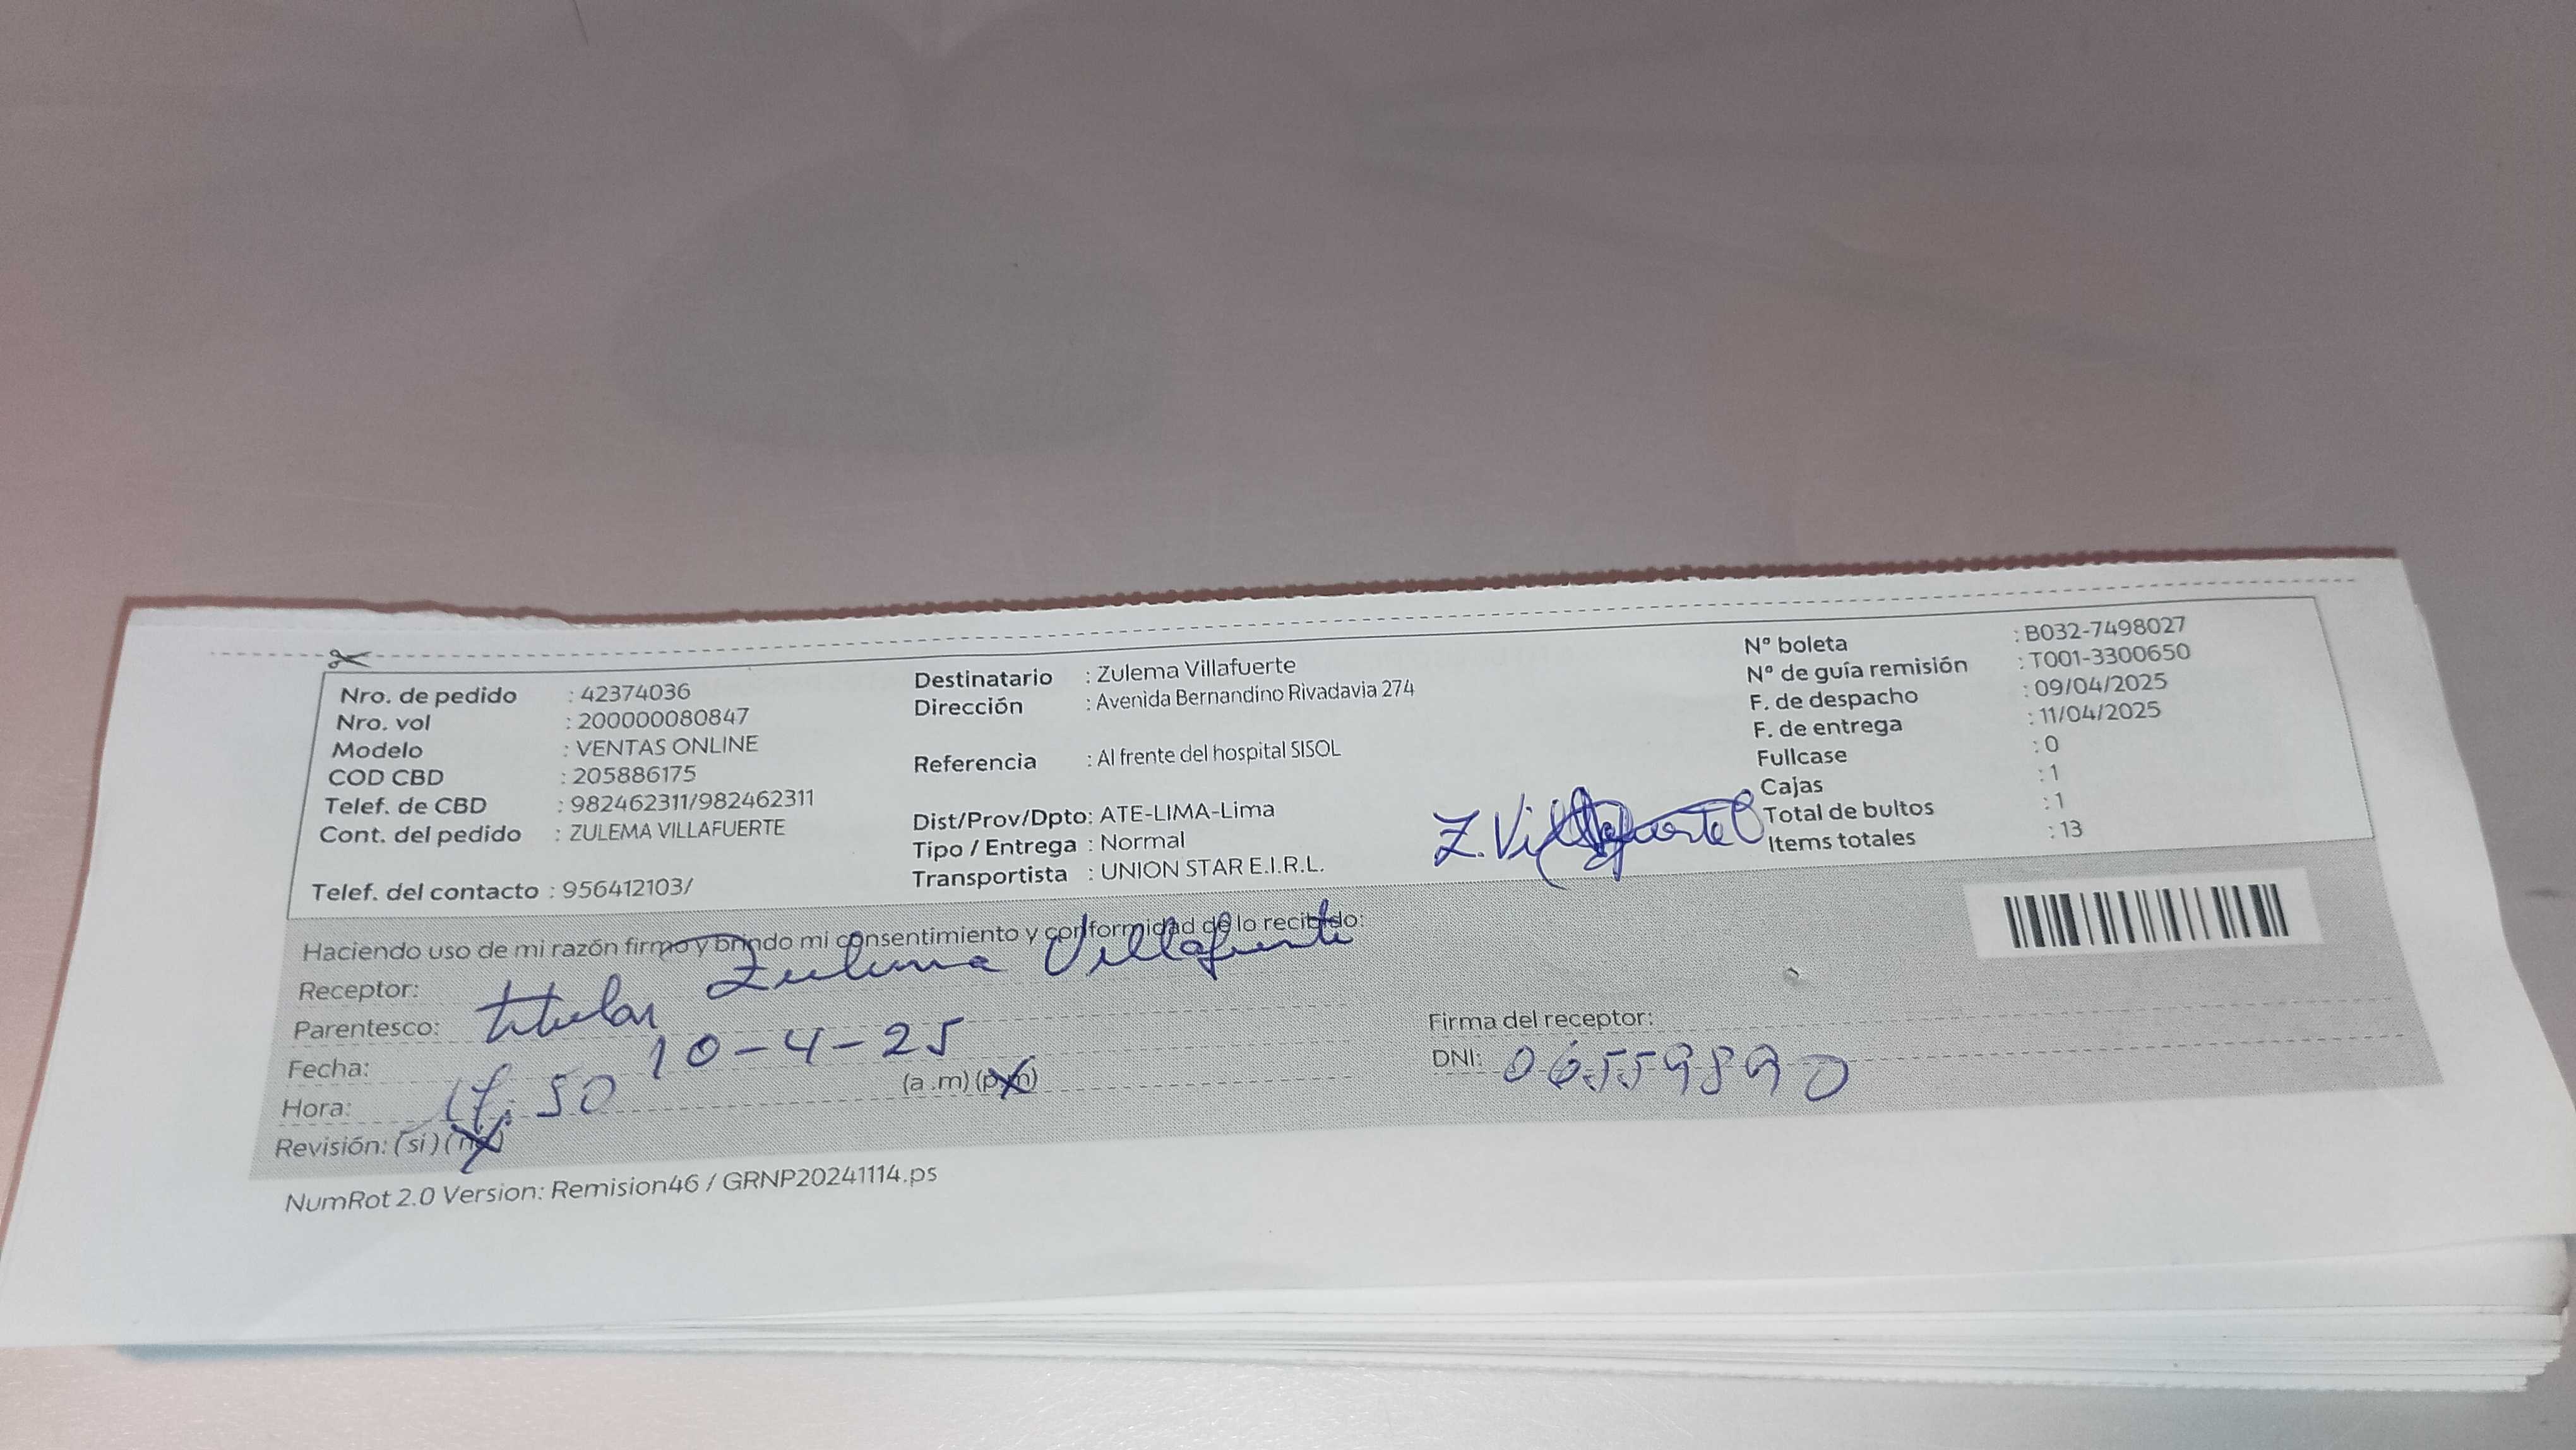 Nro. de pedido : 42374036
Nro. vol : 200000080847
Modelo : VENTAS ONLINE
COD CBD : 205886175
Telef. de CBD : 982462311/982462311
Cont. del pedido : ZULEMA VILLAFUERTE
Telef. del contacto : 956412103/
Destinatario : Zulema Villafuerte
Dirección : Avenida Bernandino Rivadavia 274
Referencia : Al frente del hospital SISOL
Dist/Prov/Dpto: ATE-LIMA-Lima
Tipo / Entrega : Normal
Transportista : UNION STAR E.I.R.L.
Z. Villafuerte
N° boleta : B032-7498027
N° de guía remisión : T001-3300650
F. de despacho : 09/04/2025
F. de entrega : 11/04/2025
Fullcase : 0
Cajas : 1
Total de bultos : 1
Items totales : 13
Haciendo uso de mi razón firmo y brindo mi consentimiento y conformidad de lo recibido:
Receptor: Zulema Villafuerte
Parentesco: titular
Fecha: 10-4-25
Hora: :50 (a.m) (p.m)
Revisión: (si) (no)
Firma del receptor:
DNI: 06559890
NumRot 2.0 Version: Remision46 / GRNP20241114.ps